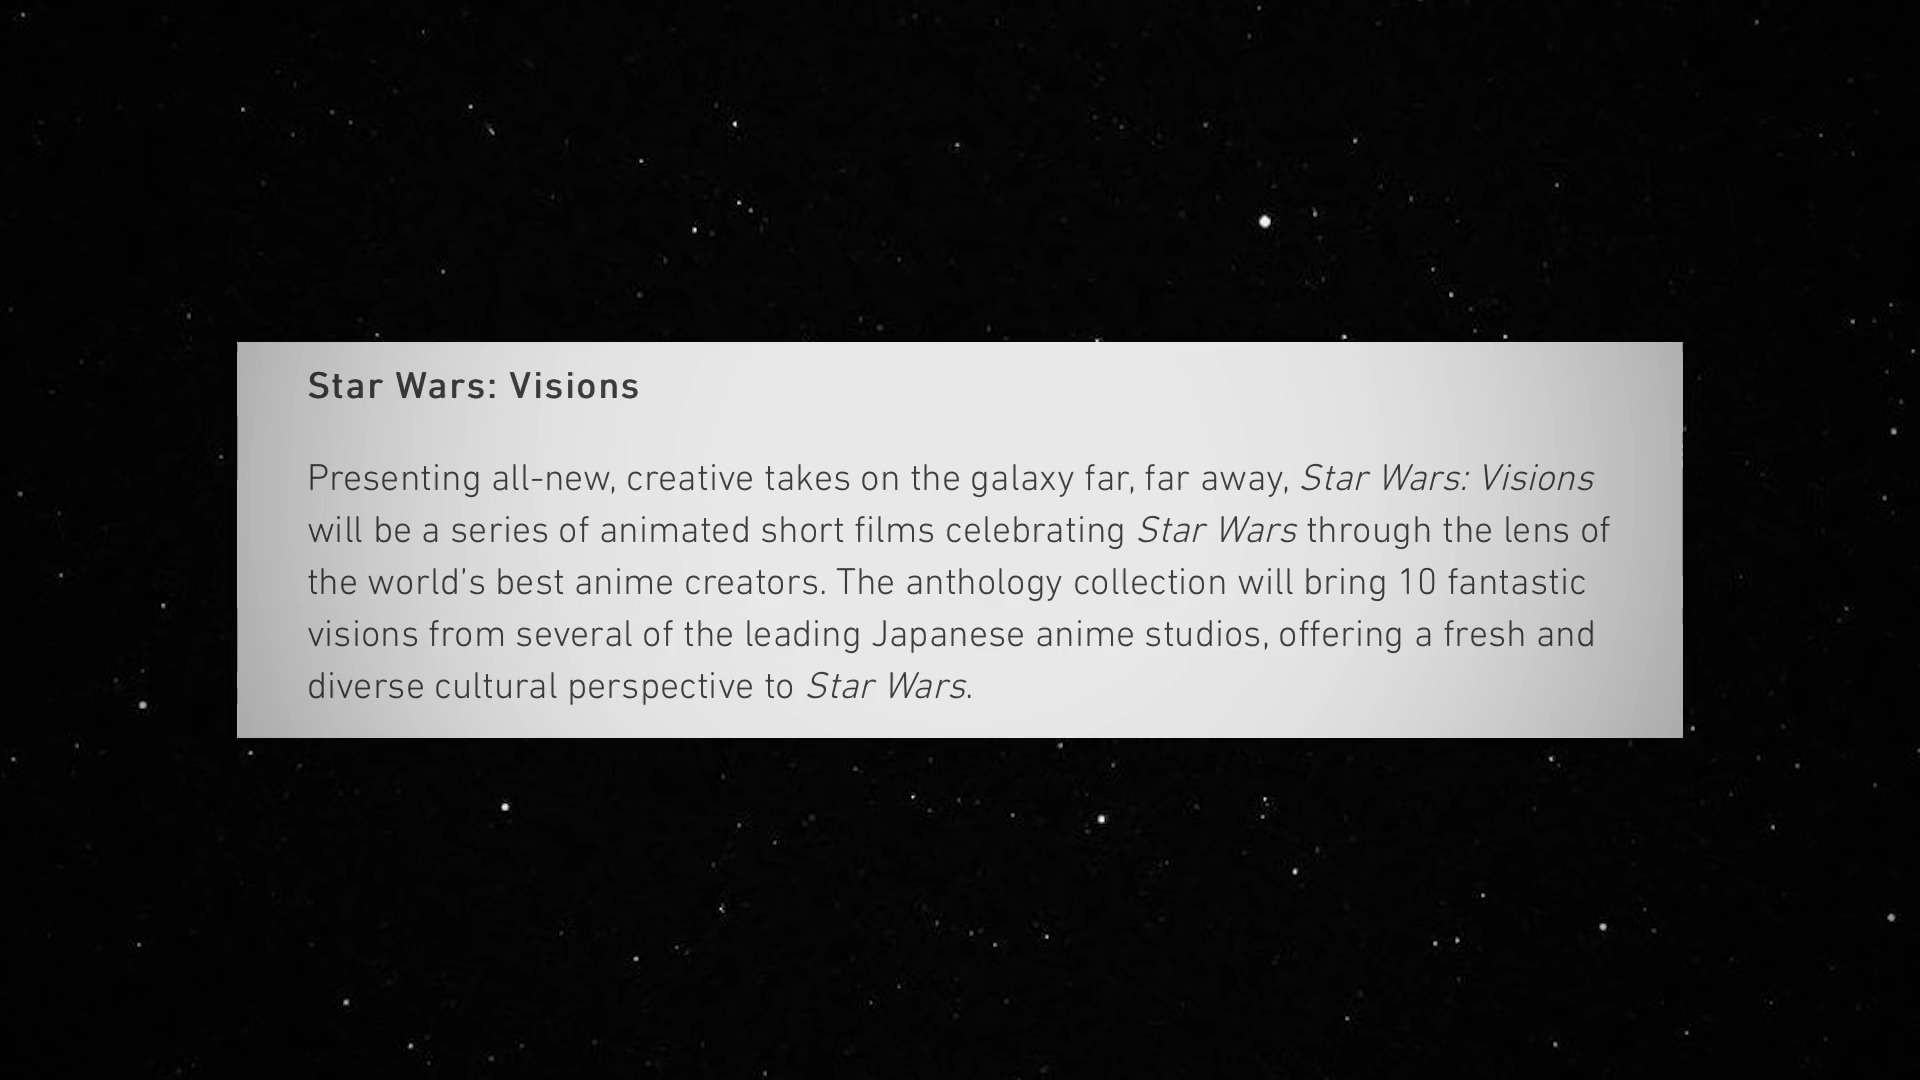 Star Wars: Visions
Presenting all-new, creative takes on the galaxy far, far away, Star Wars: Visions
will be a series of animated short films celebrating Star Wars through the lens of
the world’s best anime creators. The anthology collection will bring 10 fantastic
visions from several of the leading Japanese anime studios, offering a fresh and
diverse cultural perspective to Star Wars.